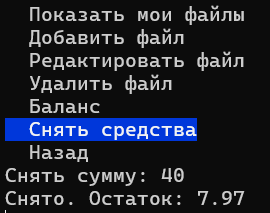 Показать мои файлы
Добавить файл
Редактировать файл
Удалить файл
Баланс
Снять средства
Назад
Снять сумму: 40
Снято. Остаток: 7.97